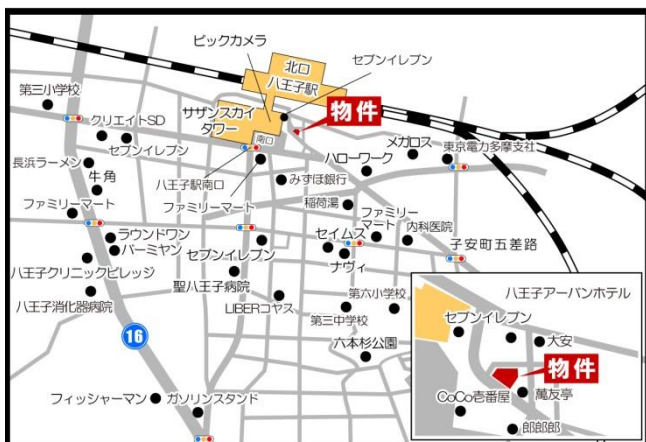 ビックカメラ
セブンイレブン
北口
八王子駅
第三小学校
サザンスカイ
タワー
物件
クリエイトSD
南口
メガロス
東京電力多摩支社
セブンイレブン
ハローワーク
長浜ラーメン
八王子駅南口
みずほ銀行
牛角
ファミリーマート
稲荷湯
ファミリーマート
ファミリー
マート
内科医院
ラウンドワン
セイムス
子安町五差路
バーミヤン
セブンイレブン
ナヴィ
八王子クリニックビレッジ
聖八王子病院
第六小学校
八王子消化器病院
LIBERコヤス
第三中学校
16
六本杉公園
フィッシャーマン
ガソリンスタンド
八王子アーバンホテル
セブンイレブン
大安
物件
CoCo壱番屋
萬友亭
郎郎郎